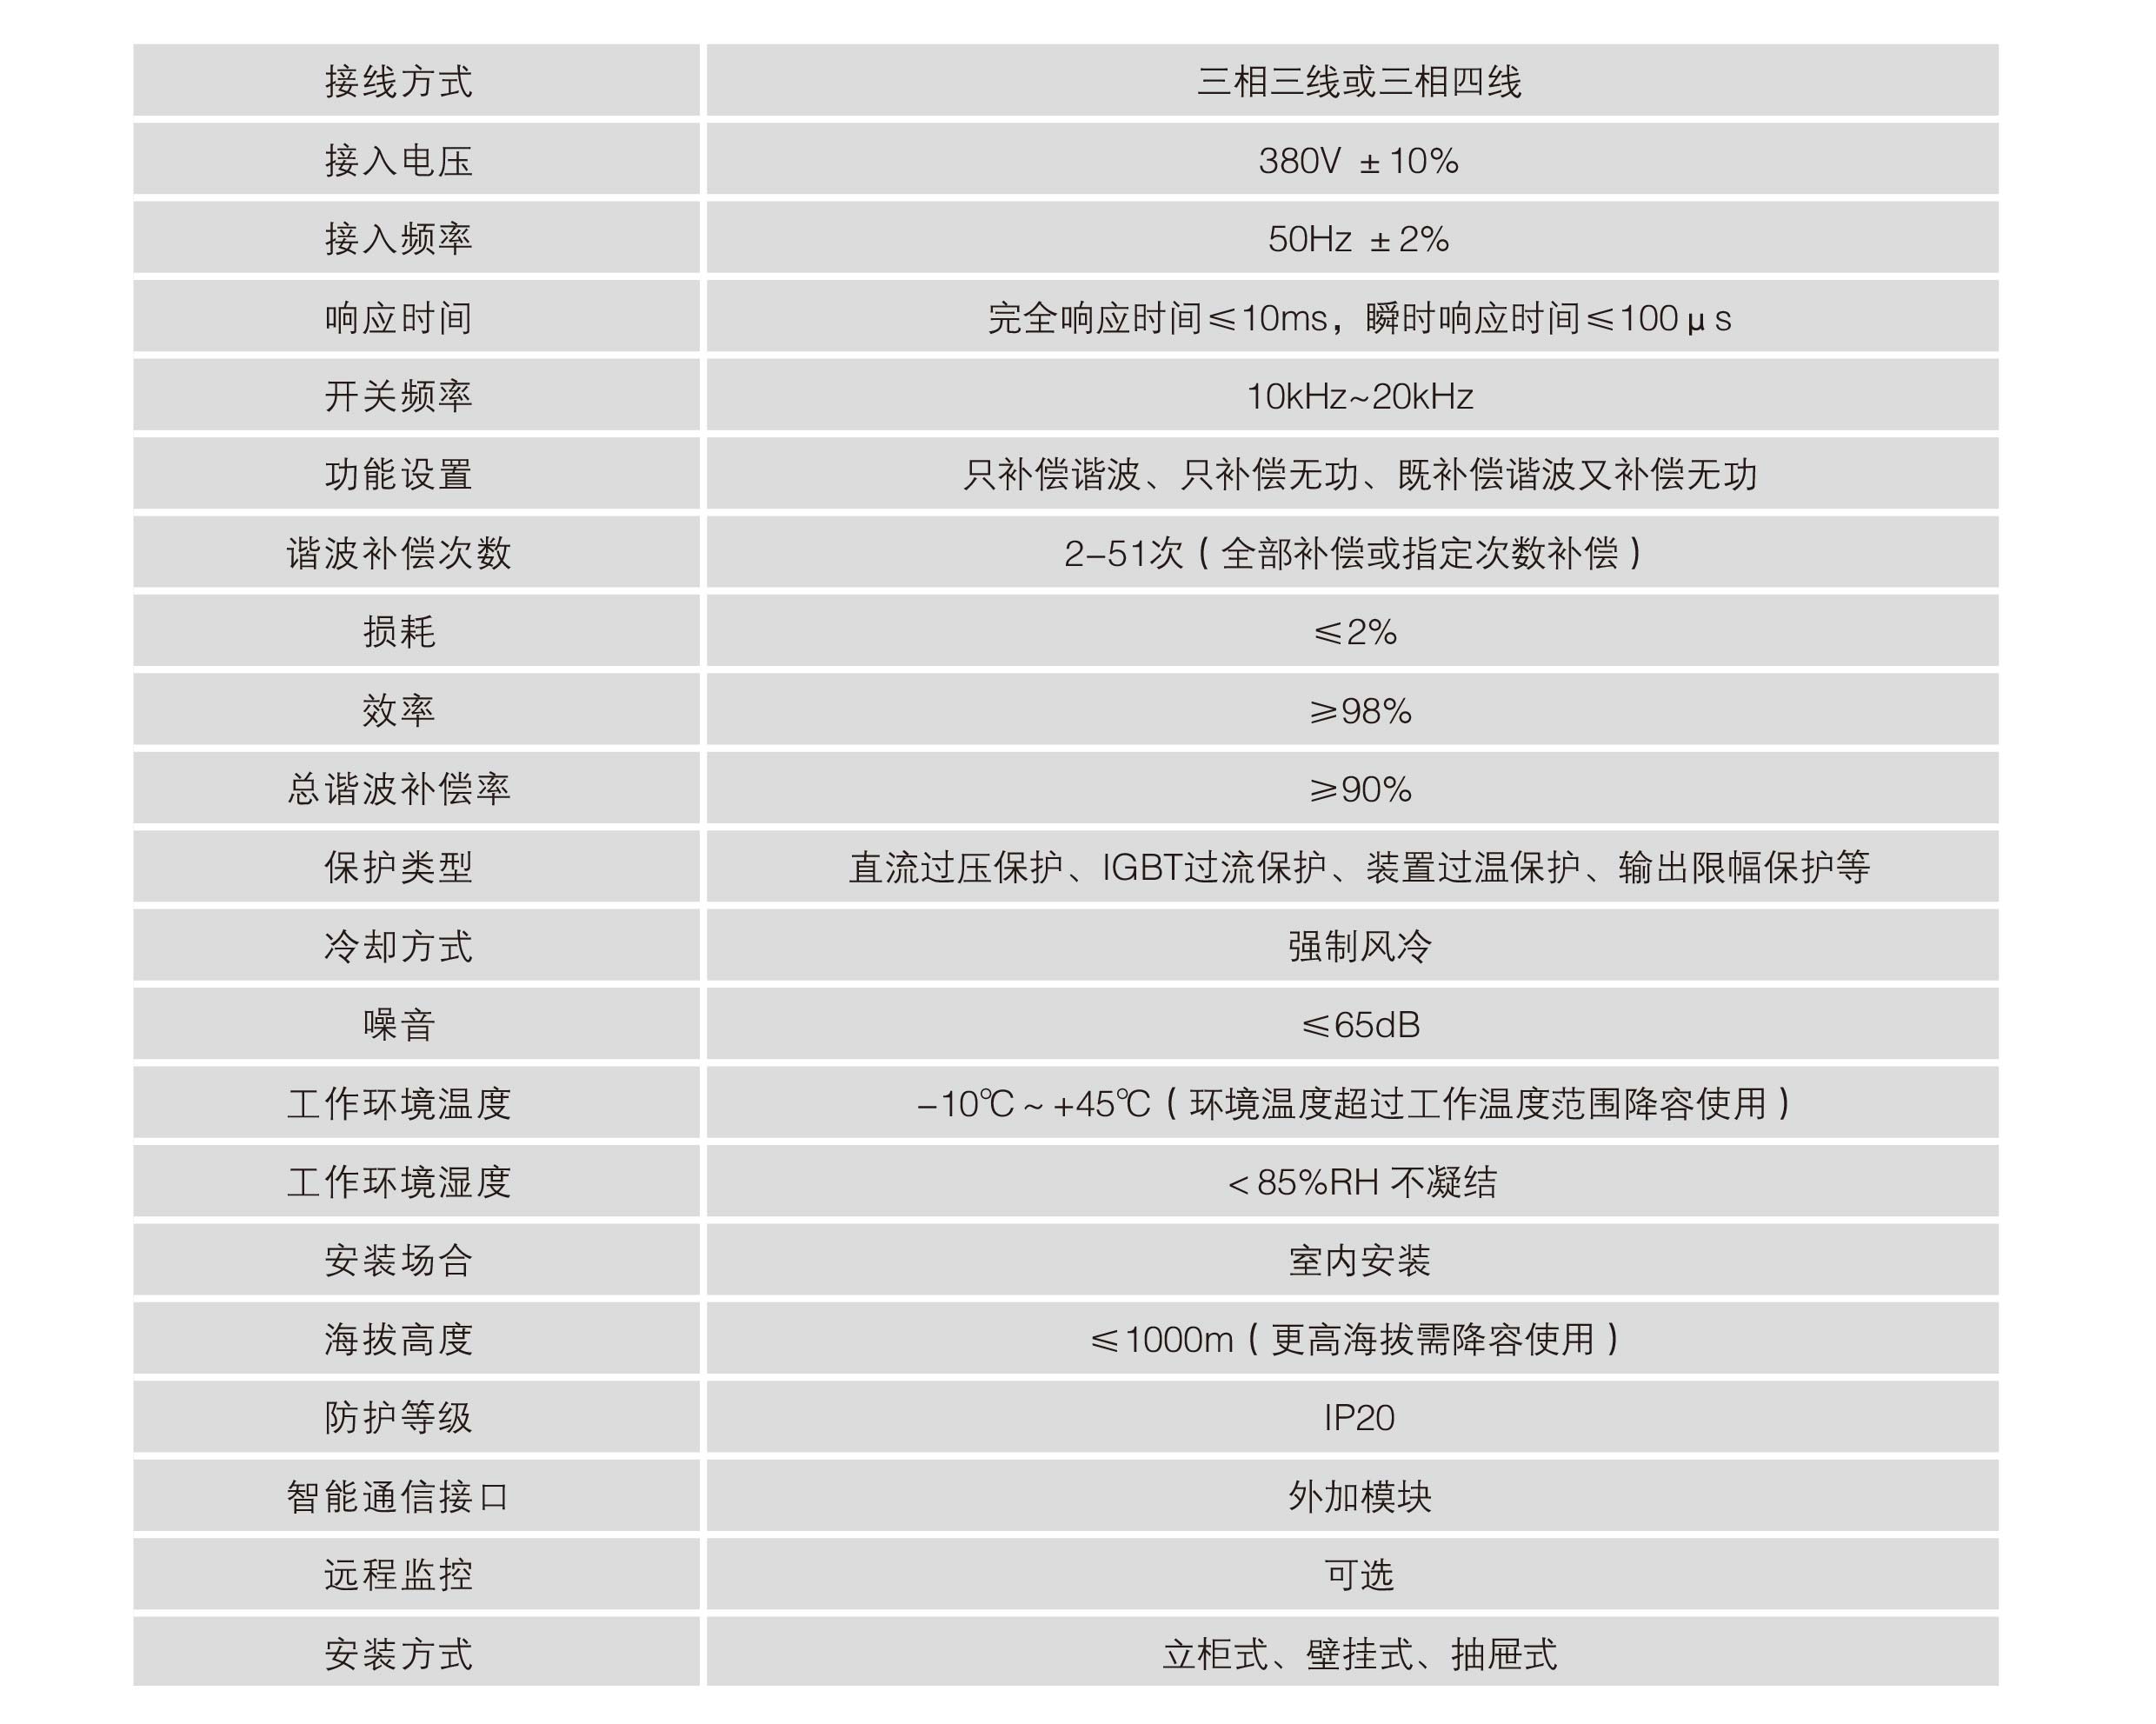 接线方式 三相三线或三相四线
接入电压 380V ±10%
接入频率 50Hz ±2%
响应时间 完全响应时间≤10ms，瞬时响应时间≤100μs
开关频率 10kHz~20kHz
功能设置 只补偿谐波、只补偿无功、既补偿谐波又补偿无功
谐波补偿次数 2-51次（全部补偿或指定次数补偿）
损耗 ≤2%
效率 ≥98%
总谐波补偿率 ≥90%
保护类型 直流过压保护、IGBT过流保护、装置过温保护、输出限幅保护等
冷却方式 强制风冷
噪音 ≤65dB
工作环境温度 -10℃~+45℃（环境温度超过工作温度范围降容使用）
工作环境湿度 <85%RH 不凝结
安装场合 室内安装
海拔高度 ≤1000m（更高海拔需降容使用）
防护等级 IP20
智能通信接口 外加模块
远程监控 可选
安装方式 立柜式、壁挂式、抽屉式